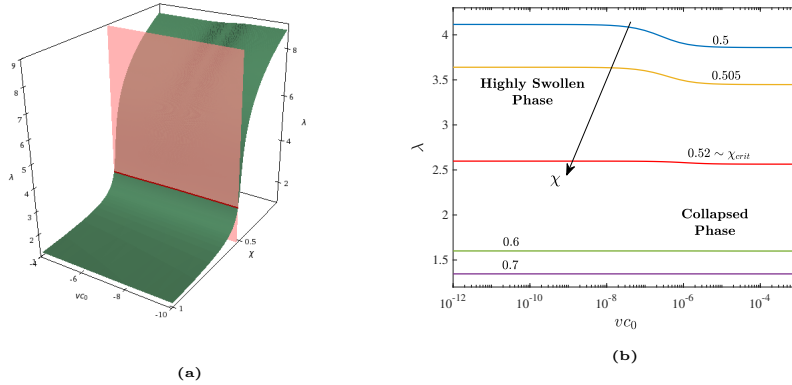 9
8
7
6
5
4
3
2
λ
-4
-6
-8
-10
vc₀
1
0.5
χ
8
6
4
2
λ
(a)
4
3.5
3
2.5
2
1.5
λ
0.5
0.505
Highly Swollen
Phase
0.52 ∼ χcrit
χ
Collapsed
Phase
0.6
0.7
10⁻¹² 10⁻¹⁰ 10⁻⁸ 10⁻⁶ 10⁻⁴
vc₀
(b)